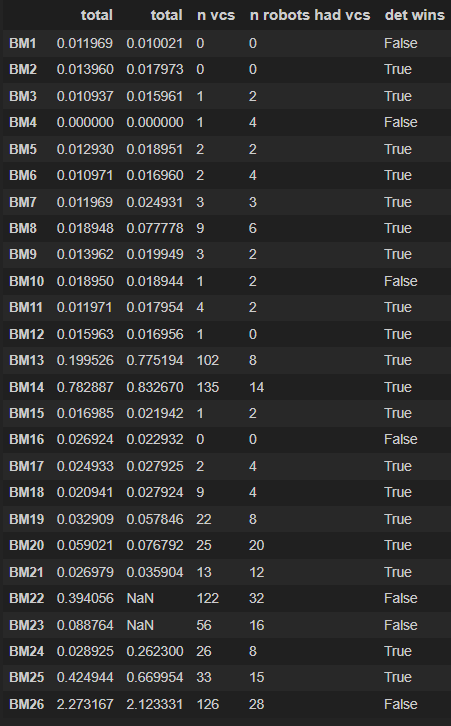 total total n vcs n robots had vcs det wins
BM1 0.011969 0.010021 0 0 False
BM2 0.013960 0.017973 0 0 True
BM3 0.010937 0.015961 1 2 True
BM4 0.000000 0.000000 1 4 False
BM5 0.012930 0.018951 2 2 True
BM6 0.010971 0.016960 2 4 True
BM7 0.011969 0.024931 3 3 True
BM8 0.018948 0.077778 9 6 True
BM9 0.013962 0.019949 3 2 True
BM10 0.018950 0.018944 1 2 False
BM11 0.011971 0.017954 4 2 True
BM12 0.015963 0.016956 1 0 True
BM13 0.199526 0.775194 102 8 True
BM14 0.782887 0.832670 135 14 True
BM15 0.016985 0.021942 1 2 True
BM16 0.026924 0.022932 0 0 False
BM17 0.024933 0.027925 2 4 True
BM18 0.020941 0.027924 9 4 True
BM19 0.032909 0.057846 22 8 True
BM20 0.059021 0.076792 25 20 True
BM21 0.026979 0.035904 13 12 True
BM22 0.394056 NaN 122 32 False
BM23 0.088764 NaN 56 16 False
BM24 0.028925 0.262300 26 8 True
BM25 0.424944 0.669954 33 15 True
BM26 2.273167 2.123331 126 28 False